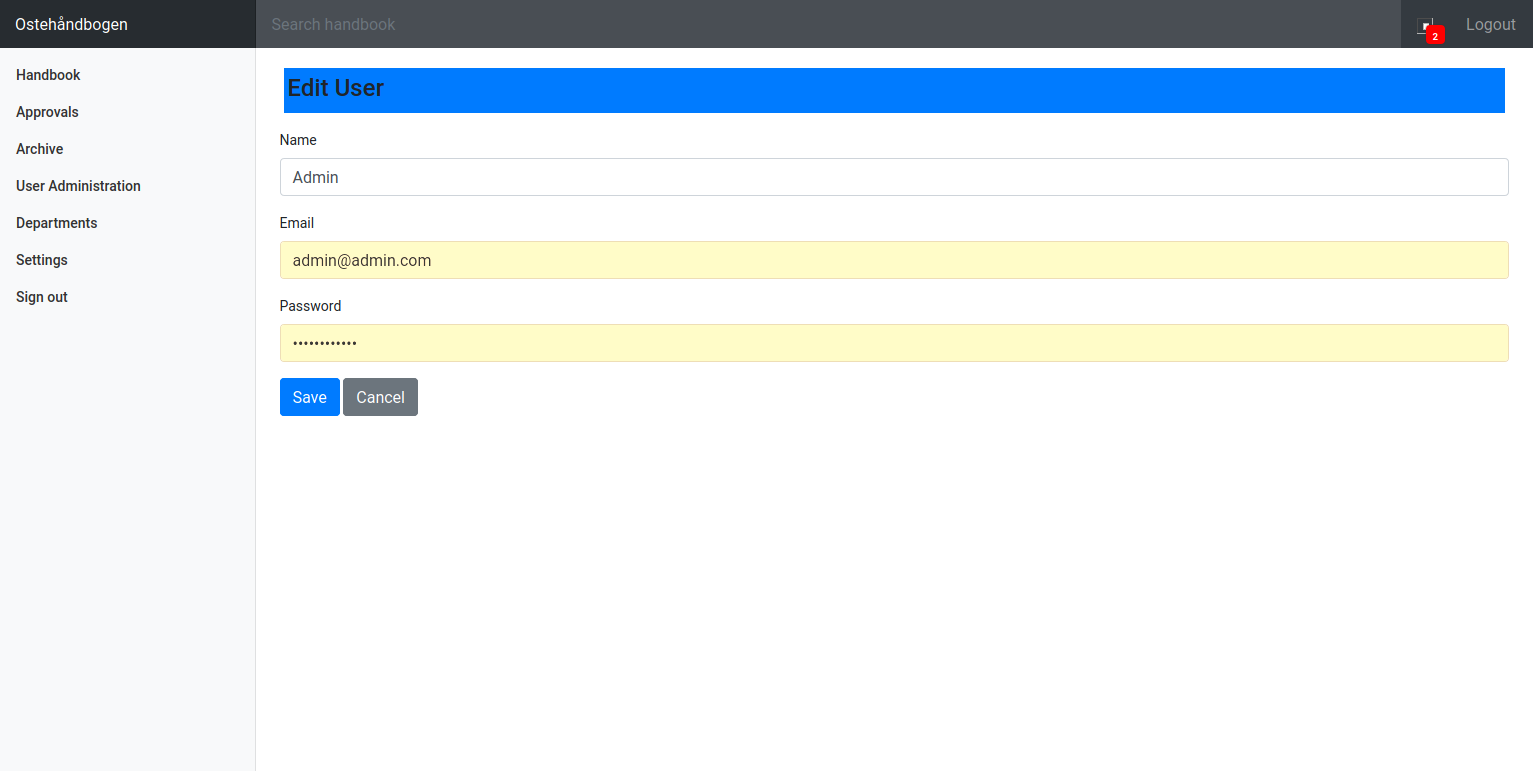 Ostehåndbogen
Search handbook
2
Logout
Handbook
Approvals
Archive
User Administration
Departments
Settings
Sign out
Edit User
Name
Admin
Email
admin@admin.com
Password
••••••••••••
Save
Cancel